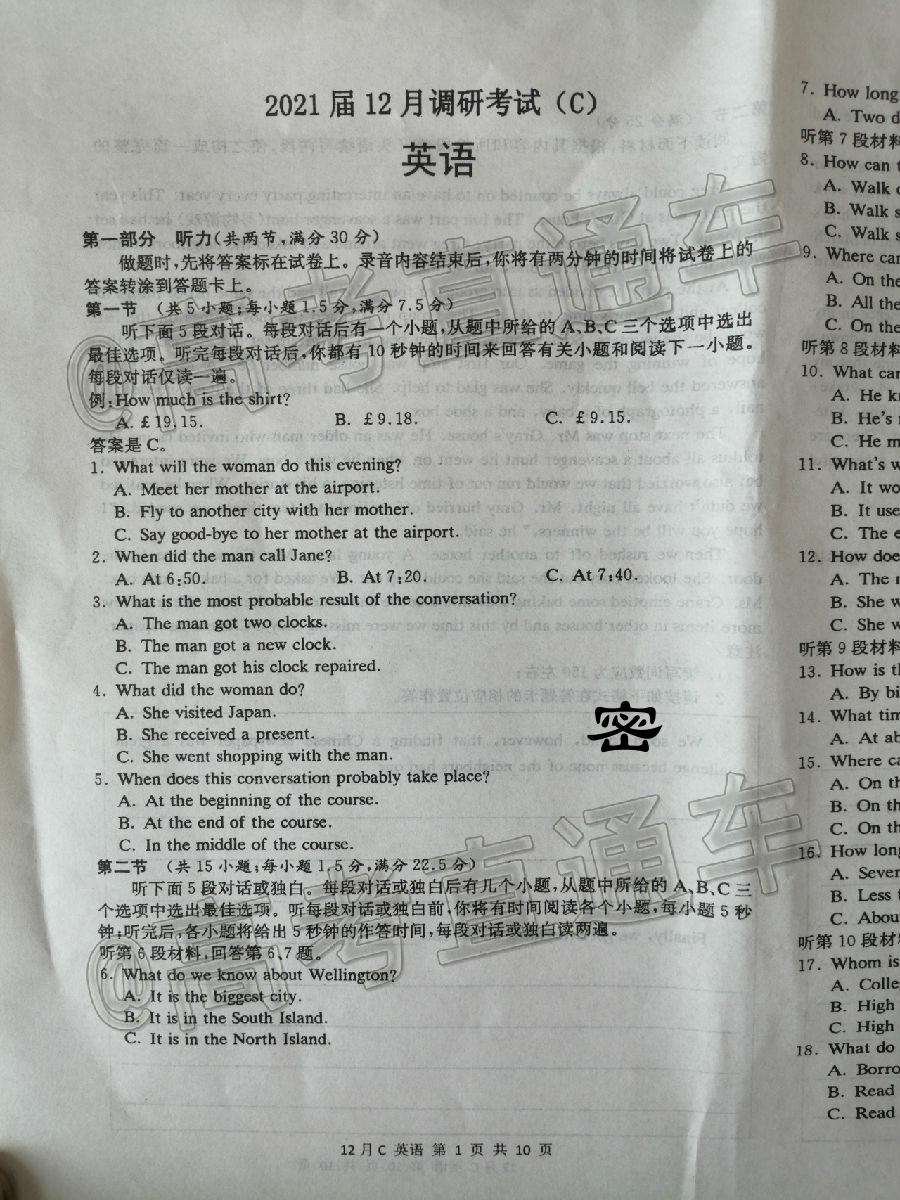 2021届12月调研考试（C）
英语
第一部分 听力(共两节,满分30分)
做题时,先将答案标在试卷上。录音内容结束后,你将有两分钟的时间将试卷上的
答案转涂到答题卡上。
第一节 （共5小题;每小题1.5分,满分7.5分）
听下面5段对话。每段对话后有一个小题,从题中所给的A、B、C三个选项中选出
最佳选项。听完每段对话后,你都有10秒钟的时间来回答有关小题和阅读下一小题。
每段对话仅读一遍。
例:How much is the shirt?
A. £19.15. B. £9.18. C. £9.15.
答案是C。
1. What will the woman do this evening?
A. Meet her mother at the airport.
B. Fly to another city with her mother.
C. Say good-bye to her mother at the airport.
2. When did the man call Jane?
A. At 6:50. B. At 7:20. C. At 7:40.
3. What is the most probable result of the conversation?
A. The man got two clocks.
B. The man got a new clock.
C. The man got his clock repaired.
4. What did the woman do?
A. She visited Japan.
B. She received a present.
C. She went shopping with the man.
5. When does this conversation probably take place?
A. At the beginning of the course.
B. At the end of the course.
C. In the middle of the course.
第二节 （共15小题;每小题1.5分,满分22.5分）
听下面5段对话或独白。每段对话或独白后有几个小题,从题中所给的A、B、C三
个选项中选出最佳选项。听每段对话或独白前,你将有时间阅读各个小题,每小题5秒
钟;听完后,各小题将给出5秒钟的作答时间,每段对话或独白读两遍。
听第6段材料,回答第6、7题。
6. What do we know about Wellington?
A. It is the biggest city.
B. It is in the South Island.
C. It is in the North Island.
密
12月C 英语 第 1 页 共 10 页
7. How long
A. Two d
听第7段材料
8. How can t
A. Walk
B. Walk s
C. Walk s
9. Where can
A. On the
B. All the
C. On the
听第8段材料
10. What can
A. He k
B. He's
C. He m
11. What's w
A. It wo
B. It use
C. The e
12. How doe
A. The
B. She w
C. She w
听第9段材料
13. How is th
A. By bi
14. What tim
A. At ab
15. Where ca
A. On th
B. On th
C. On th
16. How long
A. Sever
B. Less t
C. Abou
听第10段材
17. Whom is
A. Colle
B. High
C. High
18. What do
A. Borro
B. Read
C. Read
@高考直通车
@高考直通车